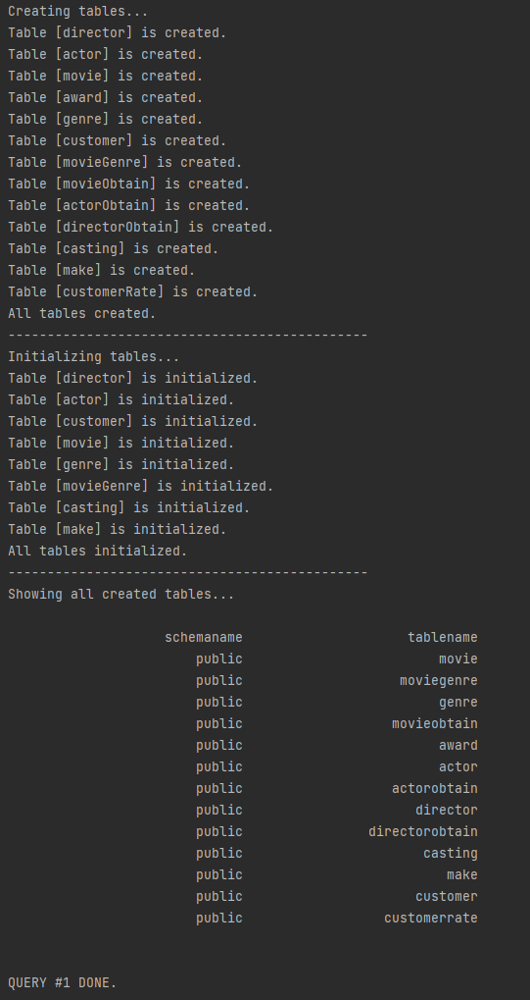 Creating tables...
Table [director] is created.
Table [actor] is created.
Table [movie] is created.
Table [award] is created.
Table [genre] is created.
Table [customer] is created.
Table [movieGenre] is created.
Table [movieObtain] is created.
Table [actorObtain] is created.
Table [directorObtain] is created.
Table [casting] is created.
Table [make] is created.
Table [customerRate] is created.
All tables created.
----------------------------------------------
Initializing tables...
Table [director] is initialized.
Table [actor] is initialized.
Table [customer] is initialized.
Table [movie] is initialized.
Table [genre] is initialized.
Table [movieGenre] is initialized.
Table [casting] is initialized.
Table [make] is initialized.
All tables initialized.
----------------------------------------------
Showing all created tables...
schemaname tablename
public movie
public moviegenre
public genre
public movieobtain
public award
public actor
public actorobtain
public director
public directorobtain
public casting
public make
public customer
public customerrate
QUERY #1 DONE.